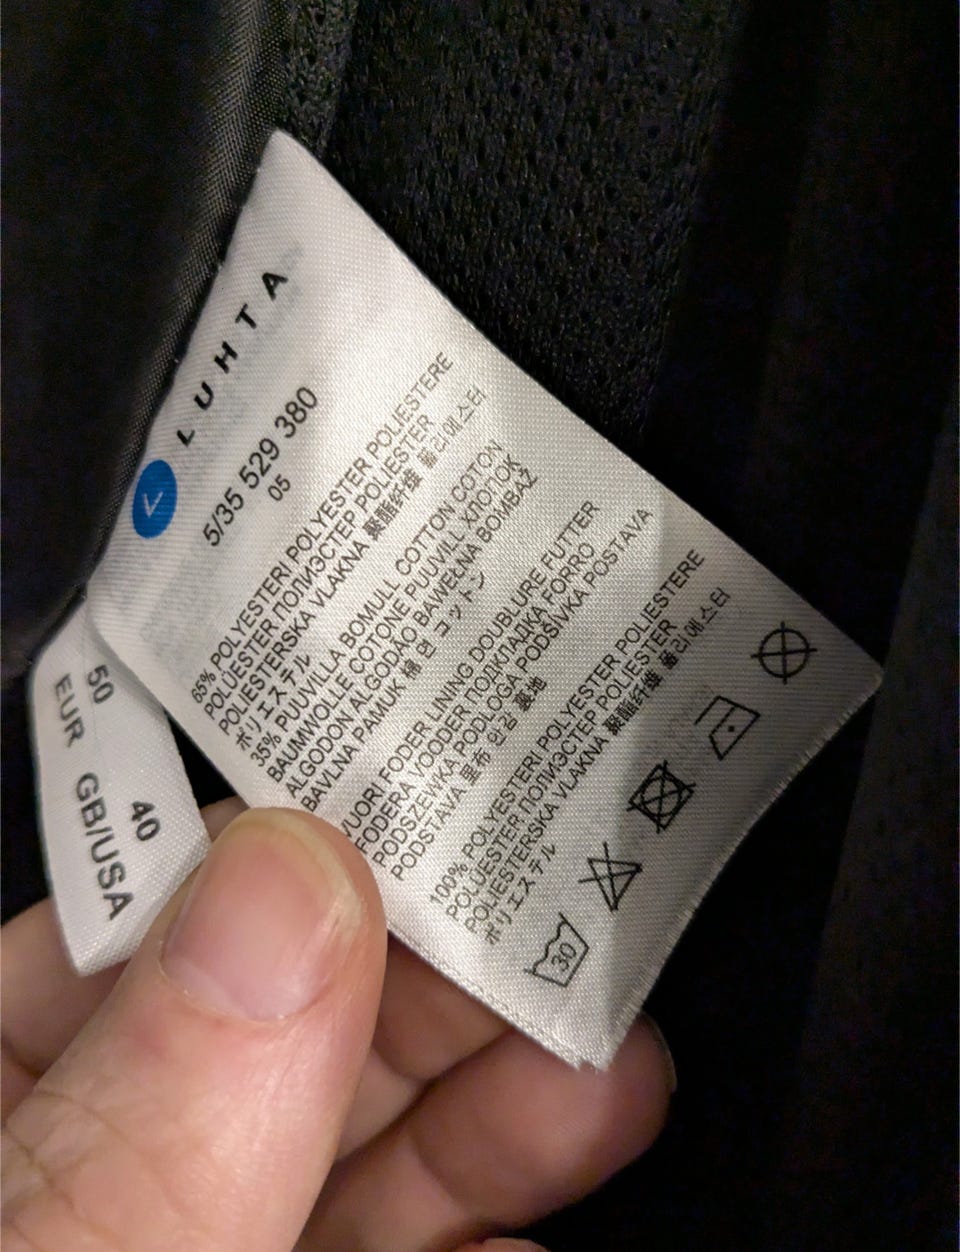 LUHTA
5/35 529 380
05
65% POLYESTERI POLYESTER POLIESTERE
POLÜESTER ПОЛИЭСТЕР POLIESTER
POLIESTERSKA VLAKNA 聚酯纤维 폴리에스터
ポリエステル
35% PUUVILLA BOMULL COTTON COTON
BAUMWOLLE COTONE PUUVILL ХЛОПОК
ALGODÓN ALGODÃO BAWEŁNA BOMBAŽ
BAVLNA PAMUK 棉 면 コットン
VUORI FODER LINING DOUBLURE FUTTER
FODERA VOODER ПОДКЛАДКА FORRO
PODSZEWKA PODLOGA PODŠÍVKA POSTAVA
PODSTAVA 里布 안감 裏地
100% POLYESTERI POLYESTER POLIESTERE
POLÜESTER ПОЛИЭСТЕР POLIESTER
POLIESTERSKA VLAKNA 聚酯纤维 폴리에스터
ポリエステル
30
50
EUR
40
GB/USA